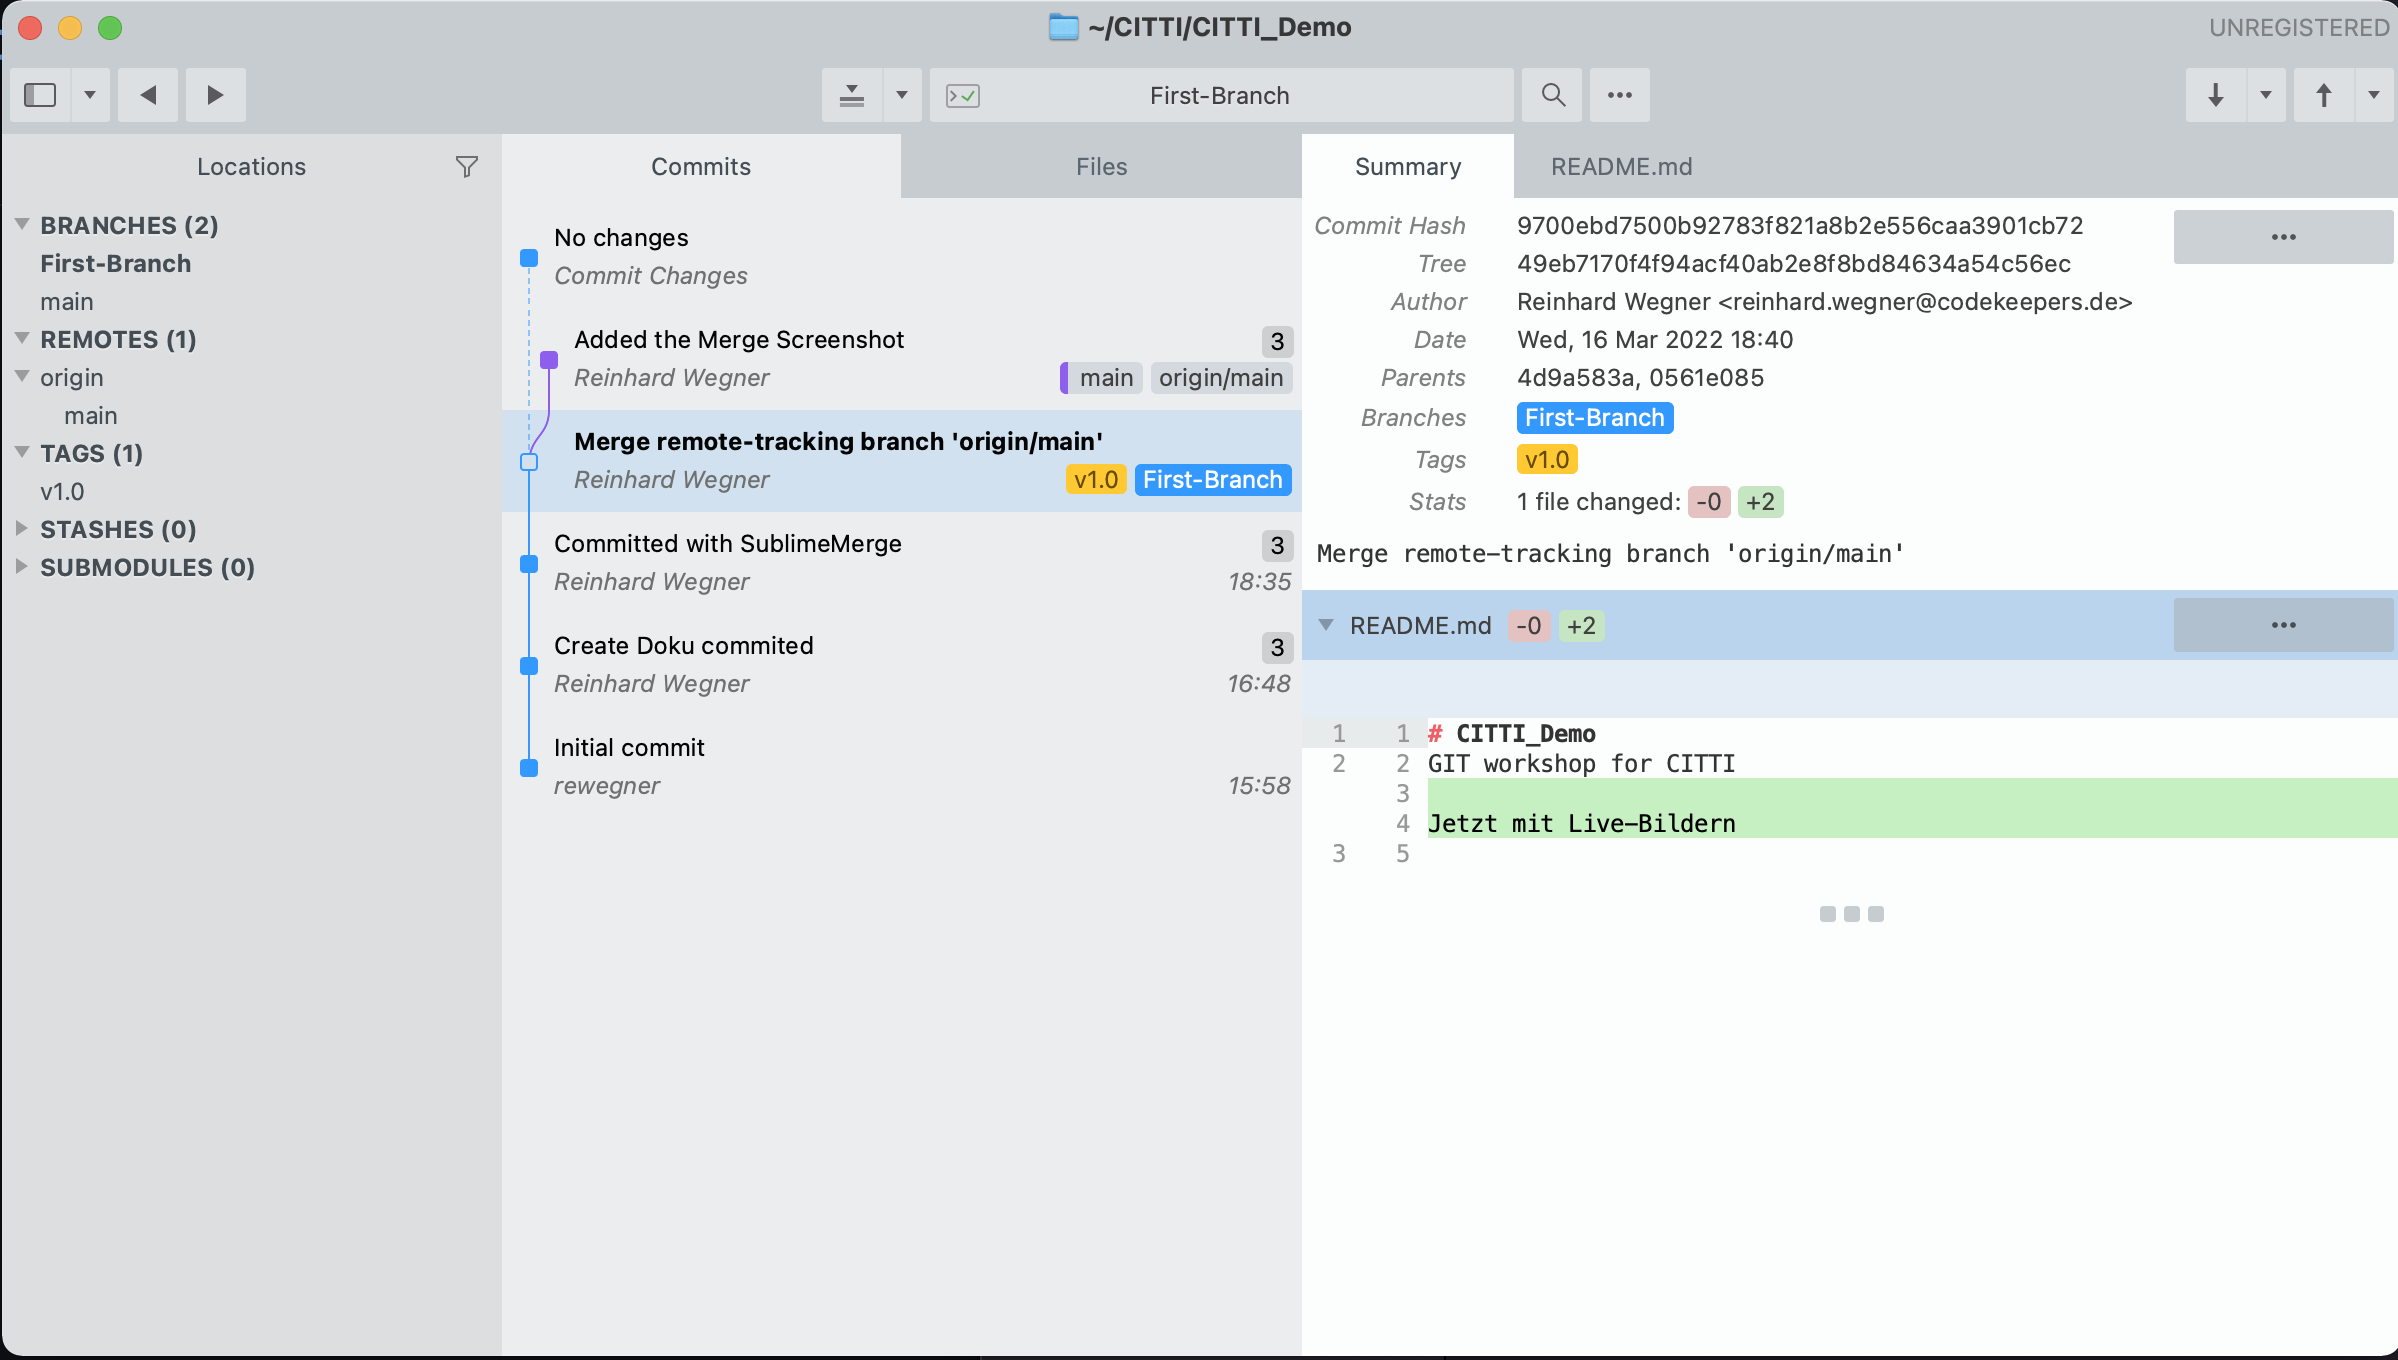 ~/CITTI/CITTI_Demo
UNREGISTERED
First-Branch
Locations
BRANCHES (2)
First-Branch
main
REMOTES (1)
origin
main
TAGS (1)
v1.0
STASHES (0)
SUBMODULES (0)
Commits
Files
No changes
Commit Changes
Added the Merge Screenshot
3
Reinhard Wegner
main
origin/main
Merge remote-tracking branch 'origin/main'
Reinhard Wegner
v1.0
First-Branch
Committed with SublimeMerge
3
Reinhard Wegner
18:35
Create Doku commited
3
Reinhard Wegner
16:48
Initial commit
rewegner
15:58
Summary
README.md
Commit Hash 9700ebd7500b92783f821a8b2e556caa3901cb72
Tree 49eb7170f4f94acf40ab2e8f8bd84634a54c56ec
Author Reinhard Wegner <reinhard.wegner@codekeepers.de>
Date Wed, 16 Mar 2022 18:40
Parents 4d9a583a, 0561e085
Branches First-Branch
Tags v1.0
Stats 1 file changed: -0 +2
Merge remote-tracking branch 'origin/main'
README.md -0 +2
1 1 # CITTI_Demo
2 2 GIT workshop for CITTI
3
4 Jetzt mit Live-Bildern
3 5